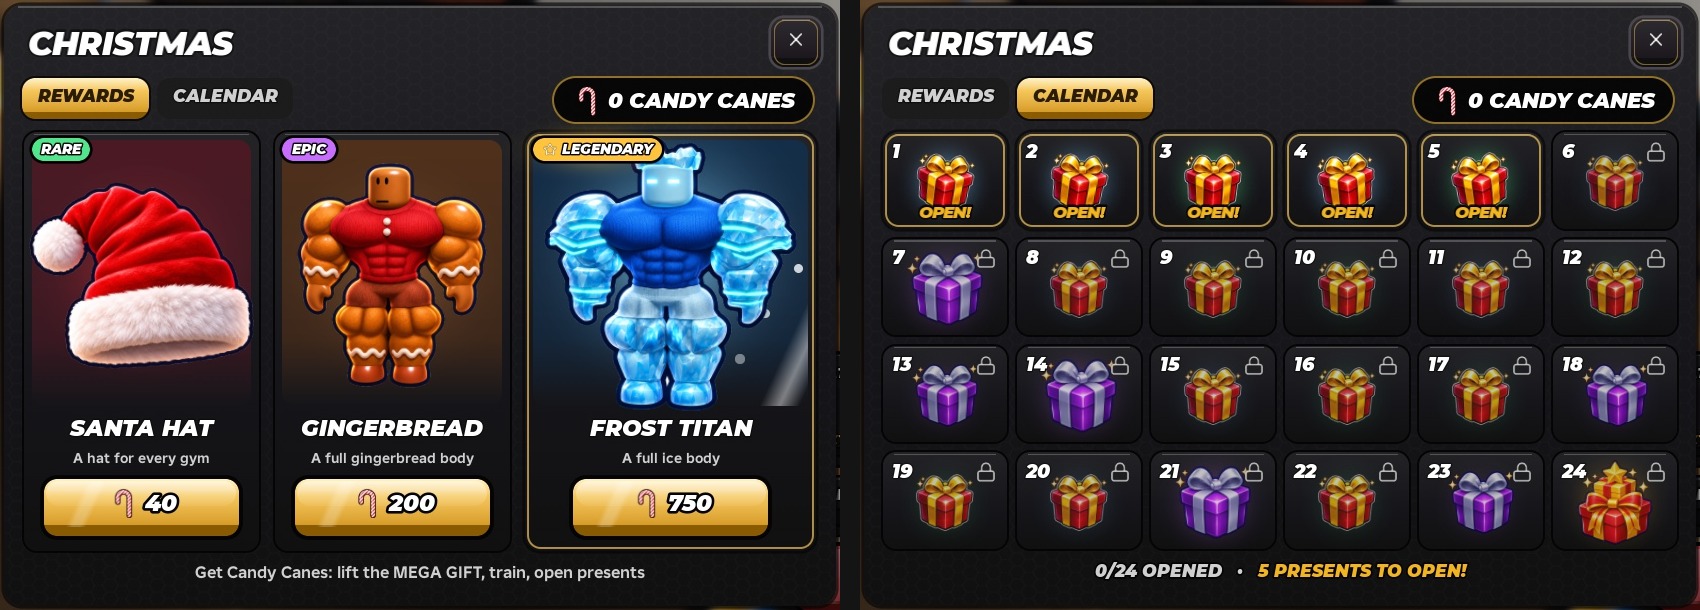 CHRISTMAS
REWARDS
CALENDAR
0 CANDY CANES
RARE
EPIC
LEGENDARY
SANTA HAT
GINGERBREAD
FROST TITAN
A hat for every gym
A full gingerbread body
A full ice body
40
200
750
Get Candy Canes: lift the MEGA GIFT, train, open presents
CHRISTMAS
REWARDS
CALENDAR
0 CANDY CANES
1
OPEN!
2
OPEN!
3
OPEN!
4
OPEN!
5
OPEN!
6
7
8
9
10
11
12
13
14
15
16
17
18
19
20
21
22
23
24
0/24 OPENED • 5 PRESENTS TO OPEN!